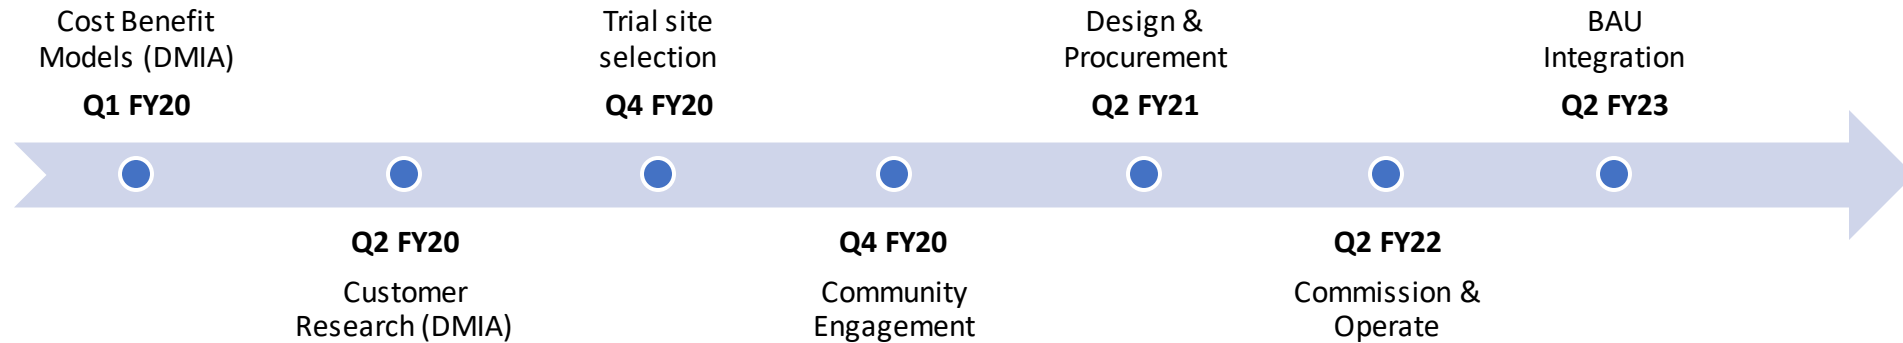 Cost Benefit
Models (DMIA)
Q1 FY20
Q2 FY20
Customer
Research (DMIA)
Trial site
selection
Q4 FY20
Q4 FY20
Community
Engagement
Design &
Procurement
Q2 FY21
Q2 FY22
Commission &
Operate
BAU
Integration
Q2 FY23